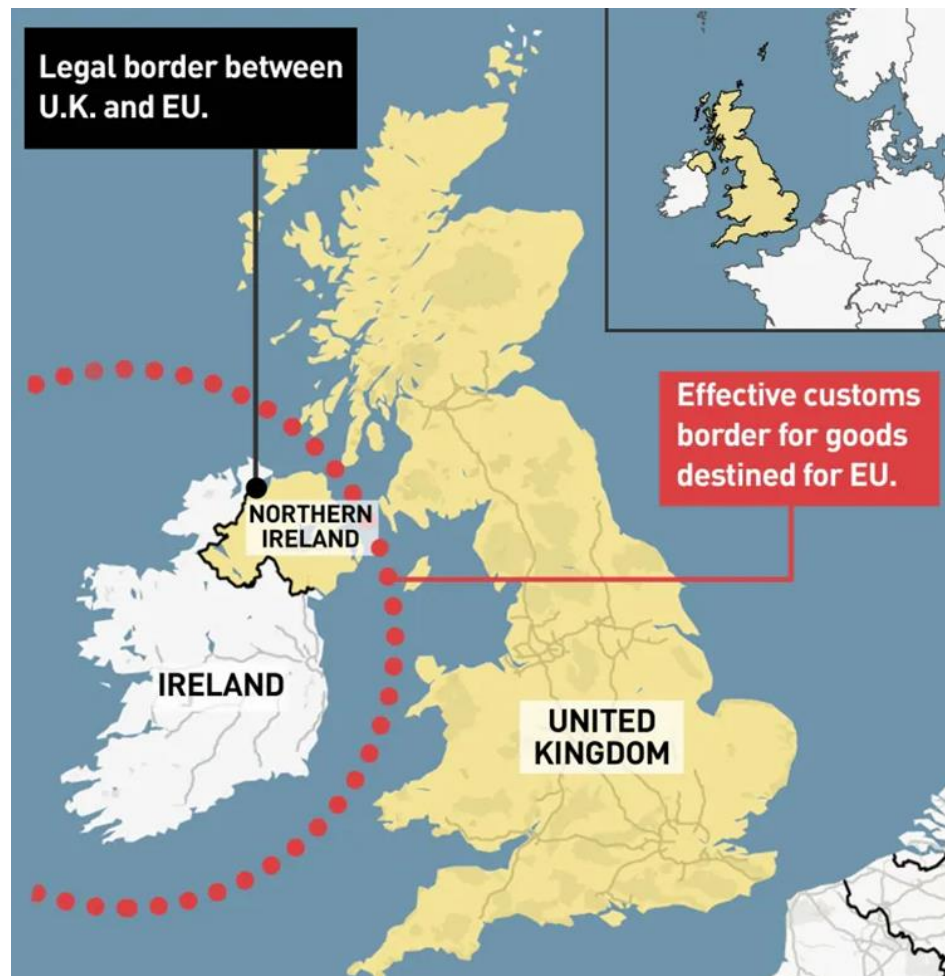 Legal border between
U.K. and EU.
Effective customs
border for goods
destined for EU.
NORTHERN
IRELAND
IRELAND
UNITED
KINGDOM